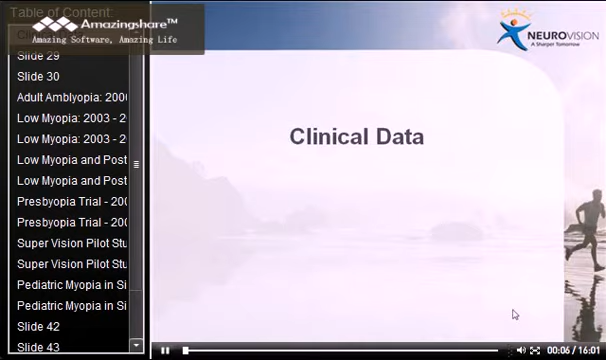 Table of Content:
Amazingshare™
Amazing Software, Amazing Life
Slide 29
Slide 30
Adult Amblyopia: 200
Low Myopia: 2003 - 2
Low Myopia: 2003 - 2
Low Myopia and Post
Low Myopia and Post
Presbyopia Trial - 200
Presbyopia Trial - 200
Super Vision Pilot Stu
Super Vision Pilot Stu
Pediatric Myopia in Si
Pediatric Myopia in Si
Slide 42
Slide 43
NEUROVISION
A Sharper Tomorrow
Clinical Data
00:06 / 16:01